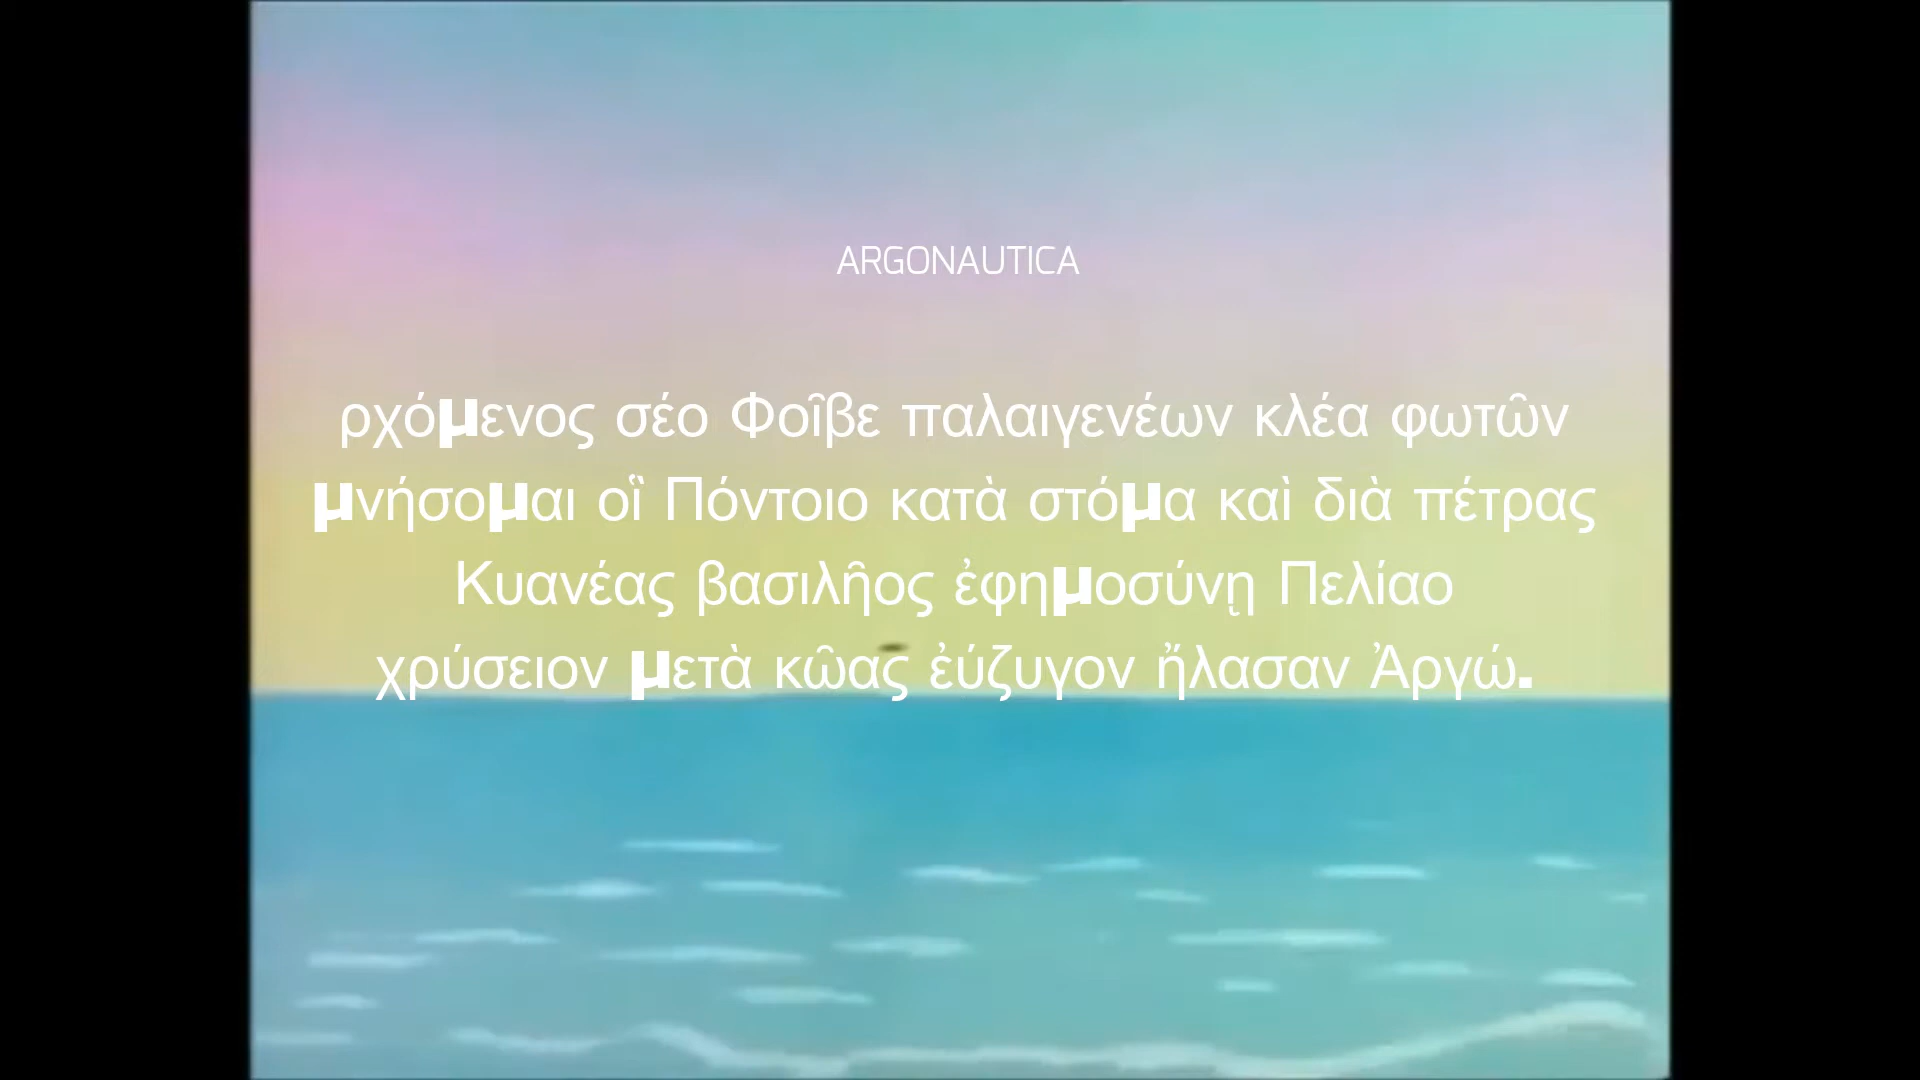 ARGONAUTICA
ρχόμενος σέο Φοῖβε παλαιγενέων κλέα φωτῶν
μνήσομαι οἳ Πόντοιο κατὰ στόμα καὶ διὰ πέτρας
Κυανέας βασιλῆος ἐφημοσύνῃ Πελίαο
χρύσειον μετὰ κῶας ἐύζυγον ἤλασαν Ἀργώ.